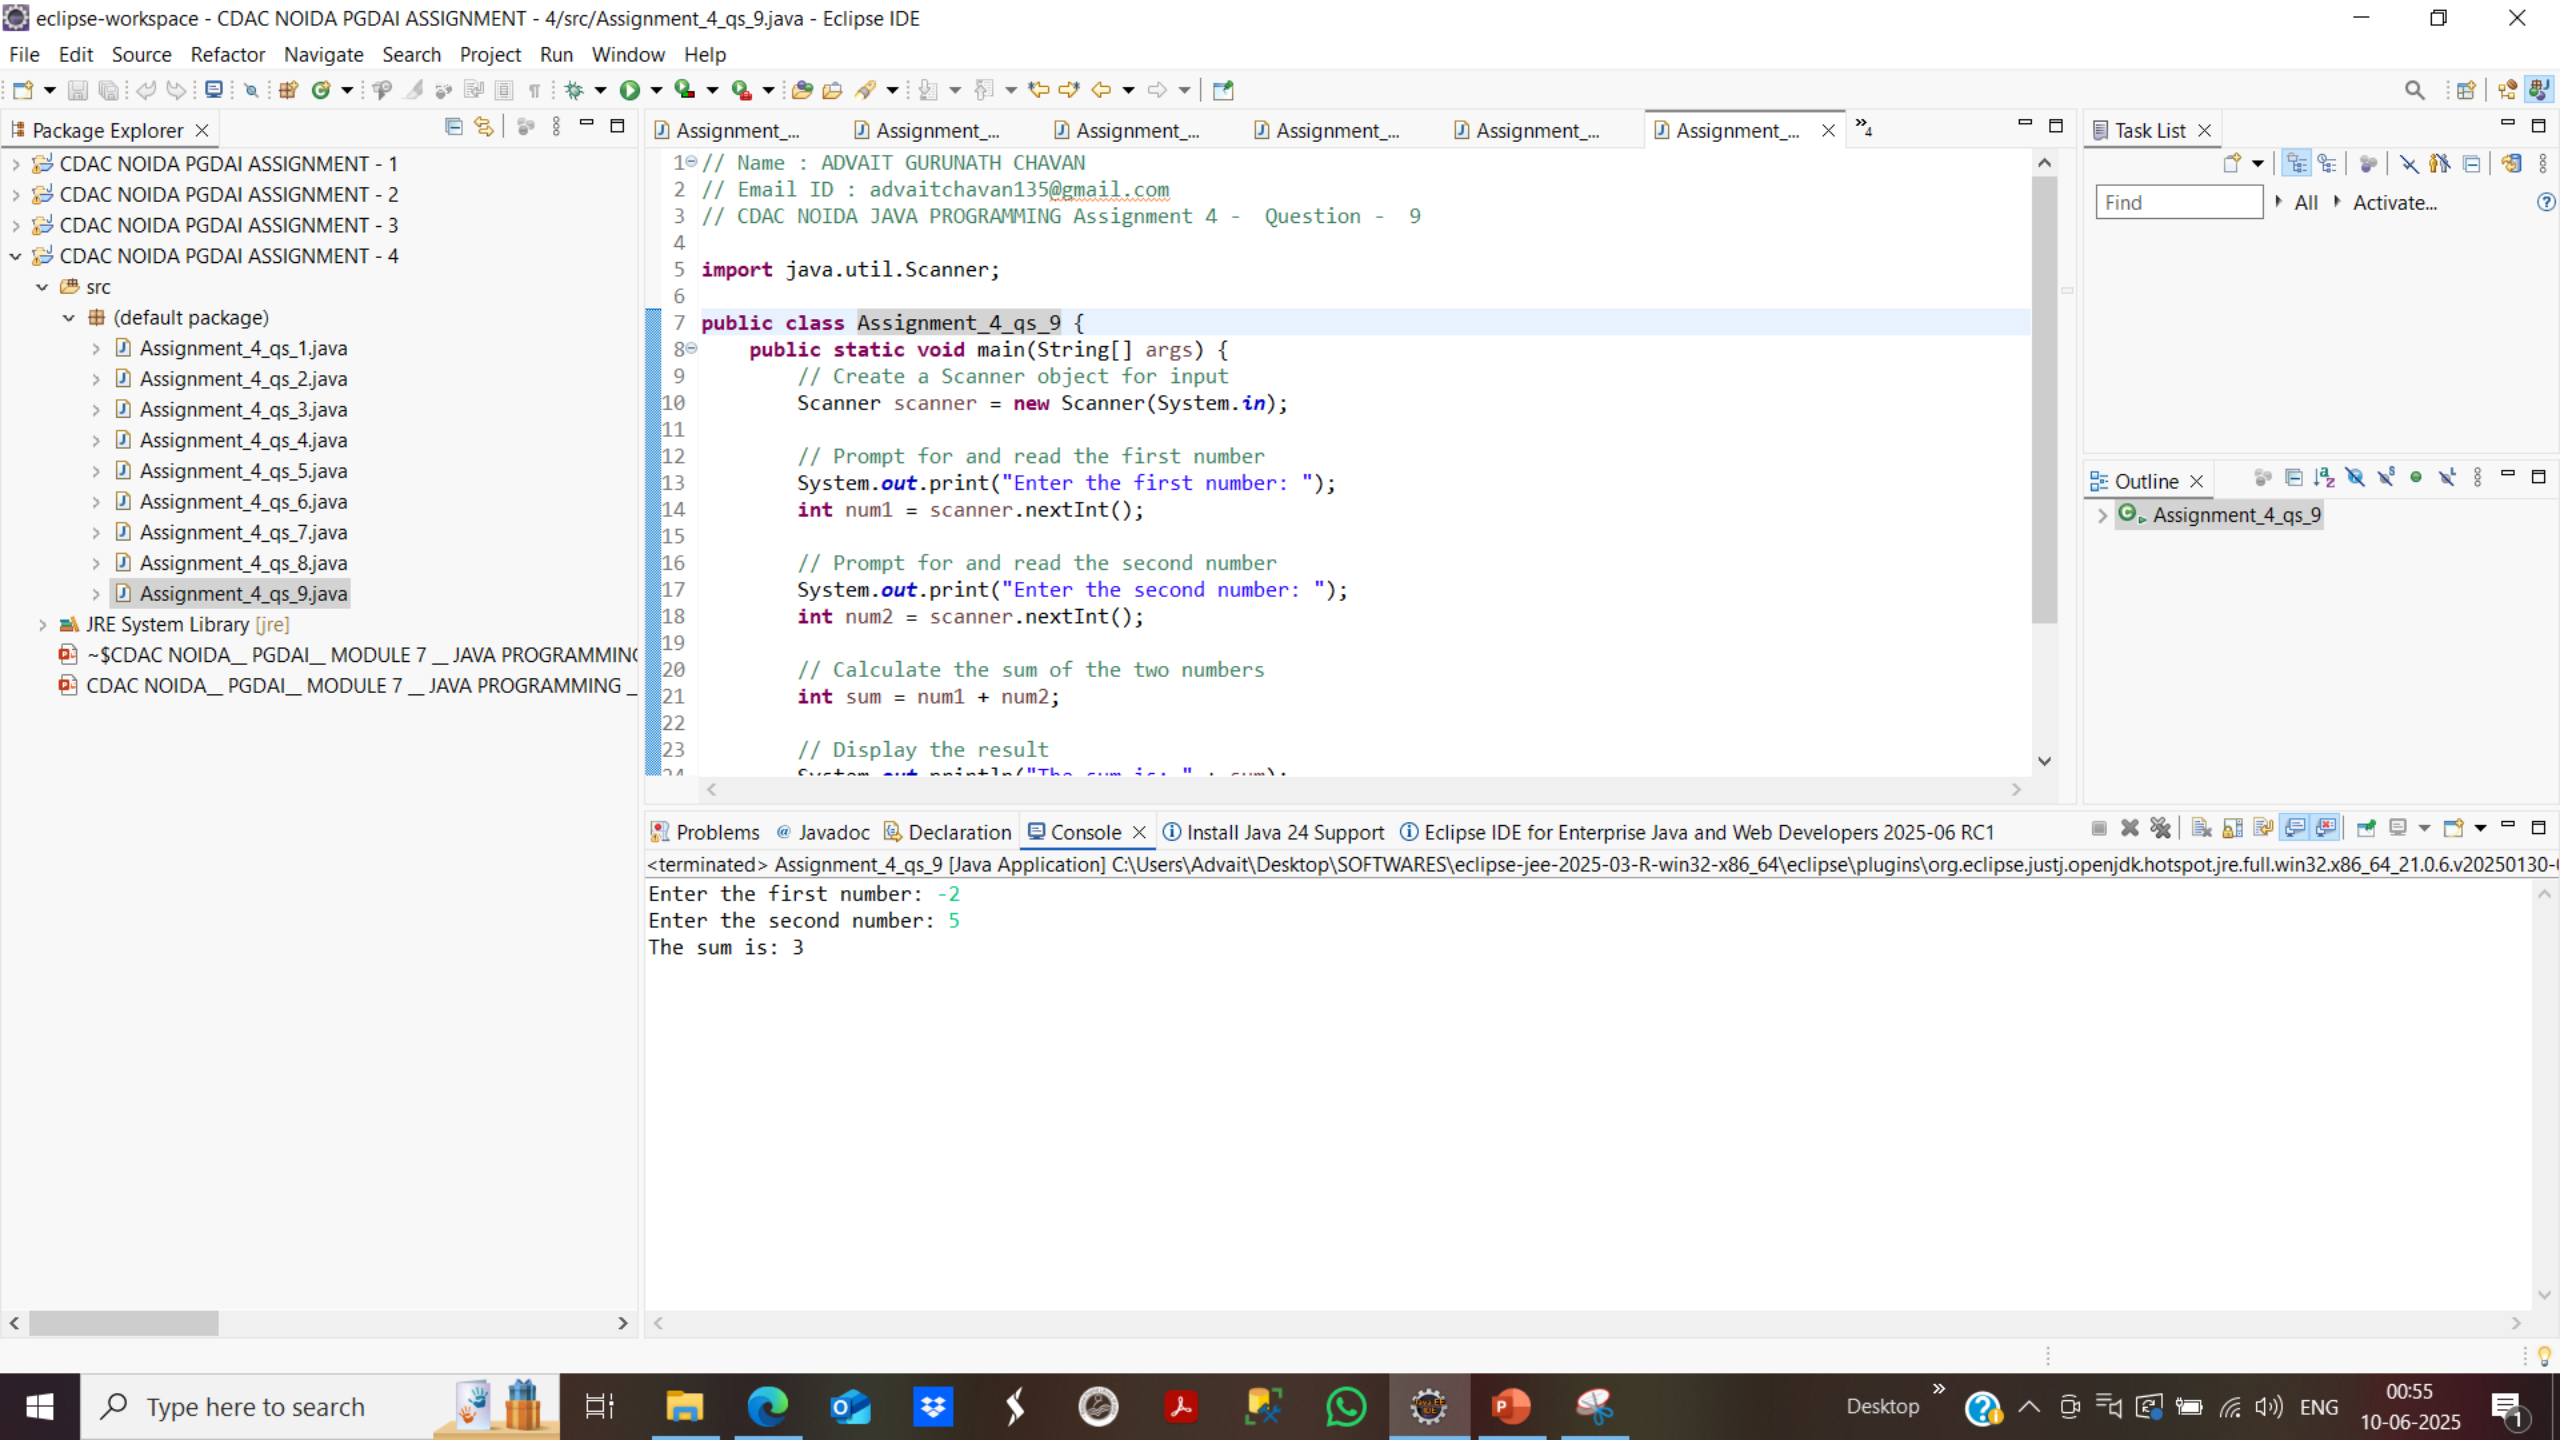 eclipse-workspace - CDAC NOIDA PGDAI ASSIGNMENT - 4/src/Assignment_4_qs_9.java - Eclipse IDE
File Edit Source Refactor Navigate Search Project Run Window Help
Package Explorer
CDAC NOIDA PGDAI ASSIGNMENT - 1
CDAC NOIDA PGDAI ASSIGNMENT - 2
CDAC NOIDA PGDAI ASSIGNMENT - 3
CDAC NOIDA PGDAI ASSIGNMENT - 4
src
(default package)
Assignment_4_qs_1.java
Assignment_4_qs_2.java
Assignment_4_qs_3.java
Assignment_4_qs_4.java
Assignment_4_qs_5.java
Assignment_4_qs_6.java
Assignment_4_qs_7.java
Assignment_4_qs_8.java
Assignment_4_qs_9.java
JRE System Library [jre]
~$CDAC NOIDA__ PGDAI__ MODULE 7 __ JAVA PROGRAMMING
CDAC NOIDA__ PGDAI__ MODULE 7 __ JAVA PROGRAMMING _
Assignment_... Assignment_... Assignment_... Assignment_... Assignment_... Assignment_... »4
1 // Name : ADVAIT GURUNATH CHAVAN
2 // Email ID : advaitchavan135@gmail.com
3 // CDAC NOIDA JAVA PROGRAMMING Assignment 4 -  Question -  9
4
5 import java.util.Scanner;
6
7 public class Assignment_4_qs_9 {
8     public static void main(String[] args) {
9         // Create a Scanner object for input
10         Scanner scanner = new Scanner(System.in);
11
12         // Prompt for and read the first number
13         System.out.print("Enter the first number: ");
14         int num1 = scanner.nextInt();
15
16         // Prompt for and read the second number
17         System.out.print("Enter the second number: ");
18         int num2 = scanner.nextInt();
19
20         // Calculate the sum of the two numbers
21         int sum = num1 + num2;
22
23         // Display the result
24         System.out.println("The sum is: " + sum);
Task List
Find All Activate...
Outline
Assignment_4_qs_9
Problems @ Javadoc Declaration Console Install Java 24 Support Eclipse IDE for Enterprise Java and Web Developers 2025-06 RC1
<terminated> Assignment_4_qs_9 [Java Application] C:\Users\Advait\Desktop\SOFTWARES\eclipse-jee-2025-03-R-win32-x86_64\eclipse\plugins\org.eclipse.justj.openjdk.hotspot.jre.full.win32.x86_64_21.0.6.v20250130-
Enter the first number: -2
Enter the second number: 5
The sum is: 3
Type here to search
Desktop » ENG
00:55
10-06-2025
1